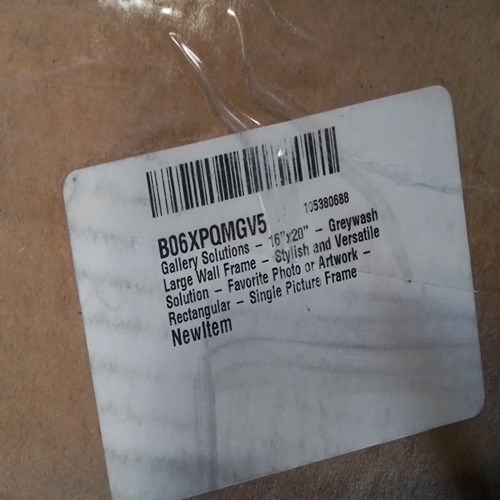 B06XPQMGV5 105380688
Gallery Solutions - 16"x20" - Greywash
Large Wall Frame - Stylish and Versatile
Solution - Favorite Photo or Artwork -
Rectangular - Single Picture Frame
NewItem